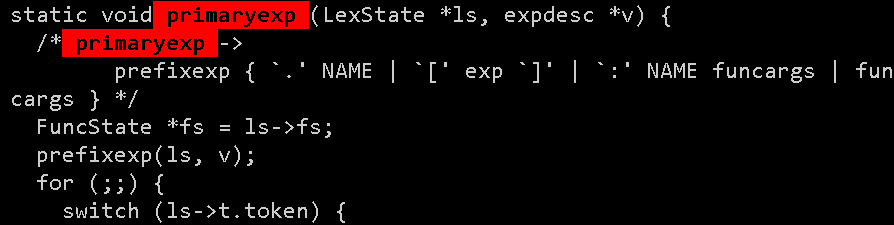 static void primaryexp (LexState *ls, expdesc *v) {
  /* primaryexp ->
        prefixexp { `.' NAME | `[' exp `]' | `:' NAME funcargs | fun
cargs } */
  FuncState *fs = ls->fs;
  prefixexp(ls, v);
  for (;;) {
    switch (ls->t.token) {